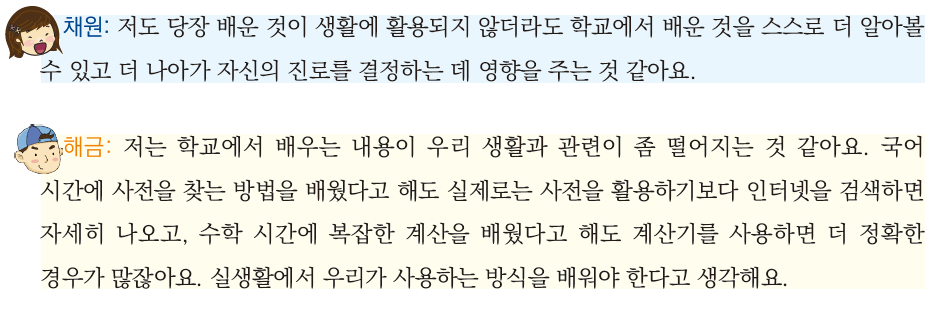 채원: 저도 당장 배운 것이 생활에 활용되지 않더라도 학교에서 배운 것을 스스로 더 알아볼
수 있고 더 나아가 자신의 진로를 결정하는 데 영향을 주는 것 같아요.
해금: 저는 학교에서 배우는 내용이 우리 생활과 관련이 좀 떨어지는 것 같아요. 국어
시간에 사전을 찾는 방법을 배웠다고 해도 실제로는 사전을 활용하기보다 인터넷을 검색하면
자세히 나오고, 수학 시간에 복잡한 계산을 배웠다고 해도 계산기를 사용하면 더 정확한
경우가 많잖아요. 실생활에서 우리가 사용하는 방식을 배워야 한다고 생각해요.